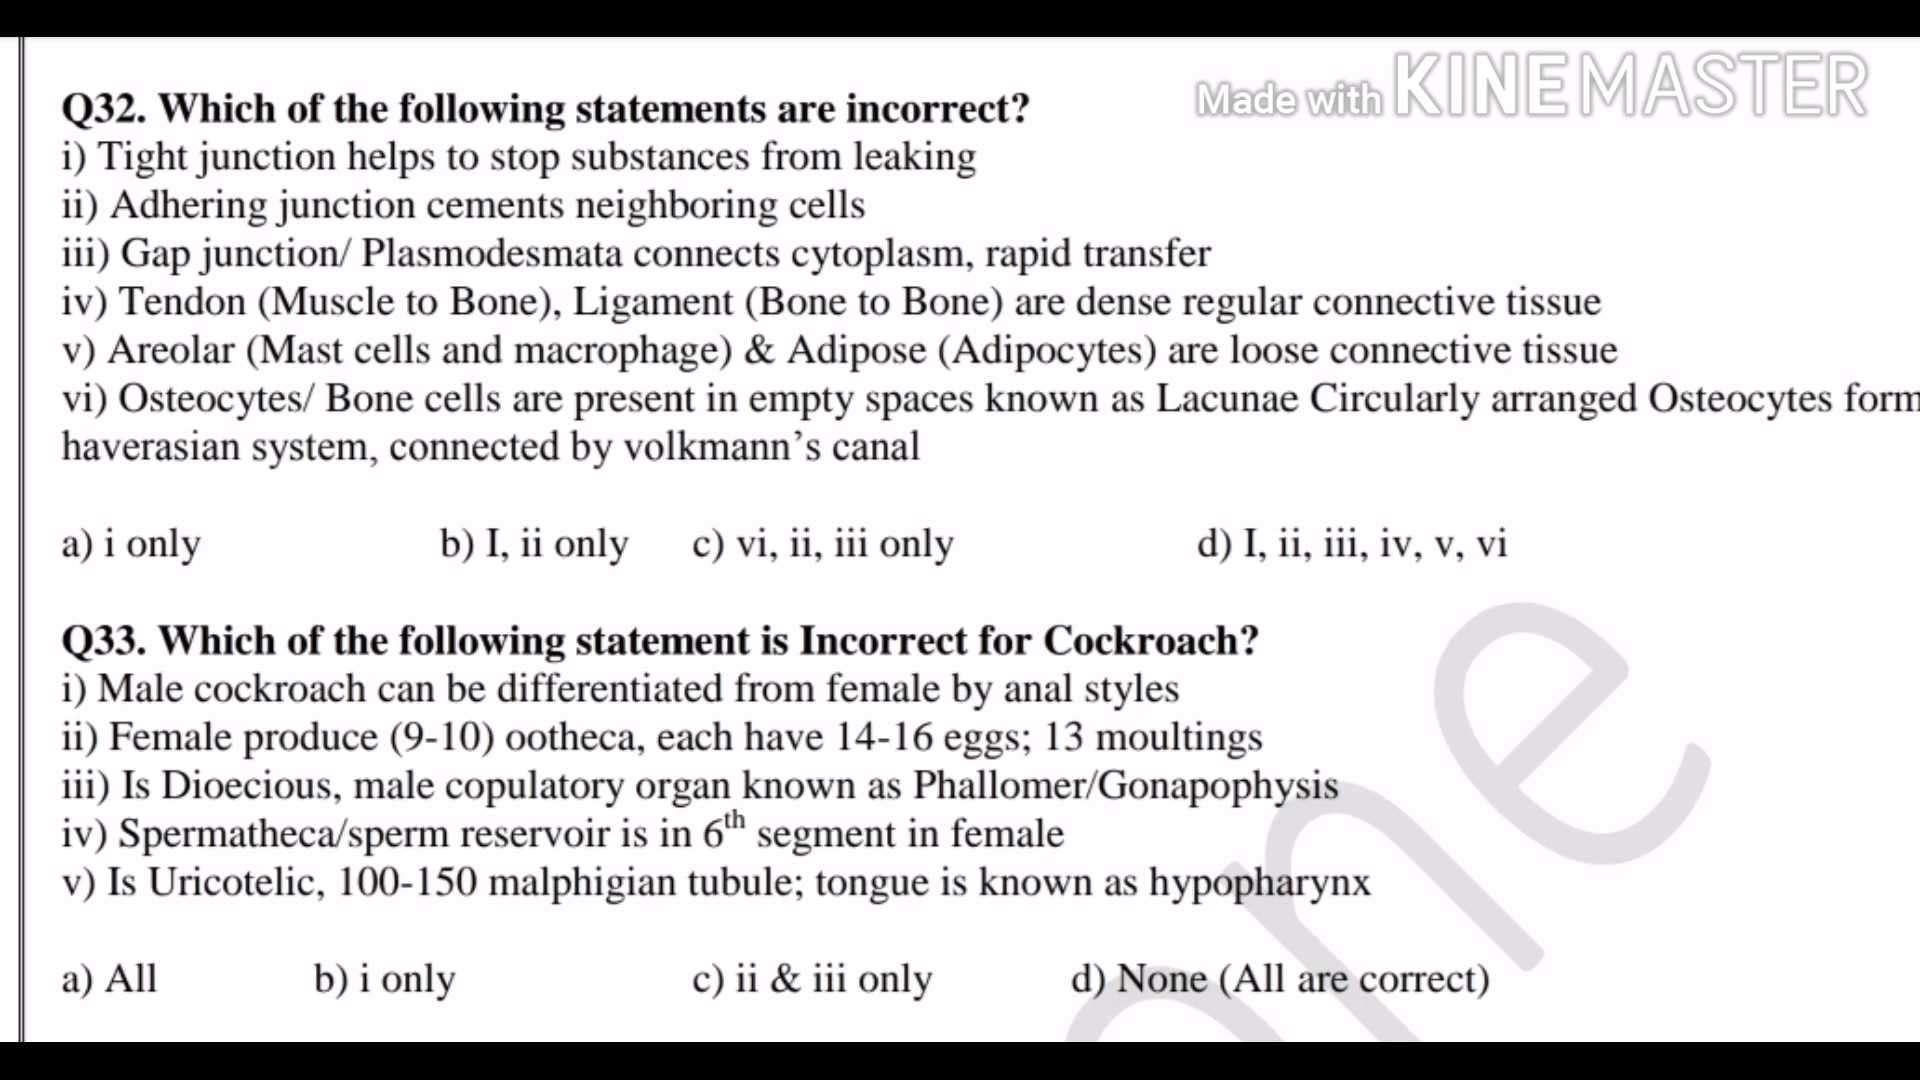 Made with KINEMASTER
Q32. Which of the following statements are incorrect?
i) Tight junction helps to stop substances from leaking
ii) Adhering junction cements neighboring cells
iii) Gap junction/ Plasmodesmata connects cytoplasm, rapid transfer
iv) Tendon (Muscle to Bone), Ligament (Bone to Bone) are dense regular connective tissue
v) Areolar (Mast cells and macrophage) & Adipose (Adipocytes) are loose connective tissue
vi) Osteocytes/ Bone cells are present in empty spaces known as Lacunae Circularly arranged Osteocytes form
haverasian system, connected by volkmann's canal
a) i only b) I, ii only c) vi, ii, iii only d) I, ii, iii, iv, v, vi
Q33. Which of the following statement is Incorrect for Cockroach?
i) Male cockroach can be differentiated from female by anal styles
ii) Female produce (9-10) ootheca, each have 14-16 eggs; 13 moultings
iii) Is Dioecious, male copulatory organ known as Phallomer/Gonapophysis
iv) Spermatheca/sperm reservoir is in 6th segment in female
v) Is Uricotelic, 100-150 malphigian tubule; tongue is known as hypopharynx
a) All b) i only c) ii & iii only d) None (All are correct)